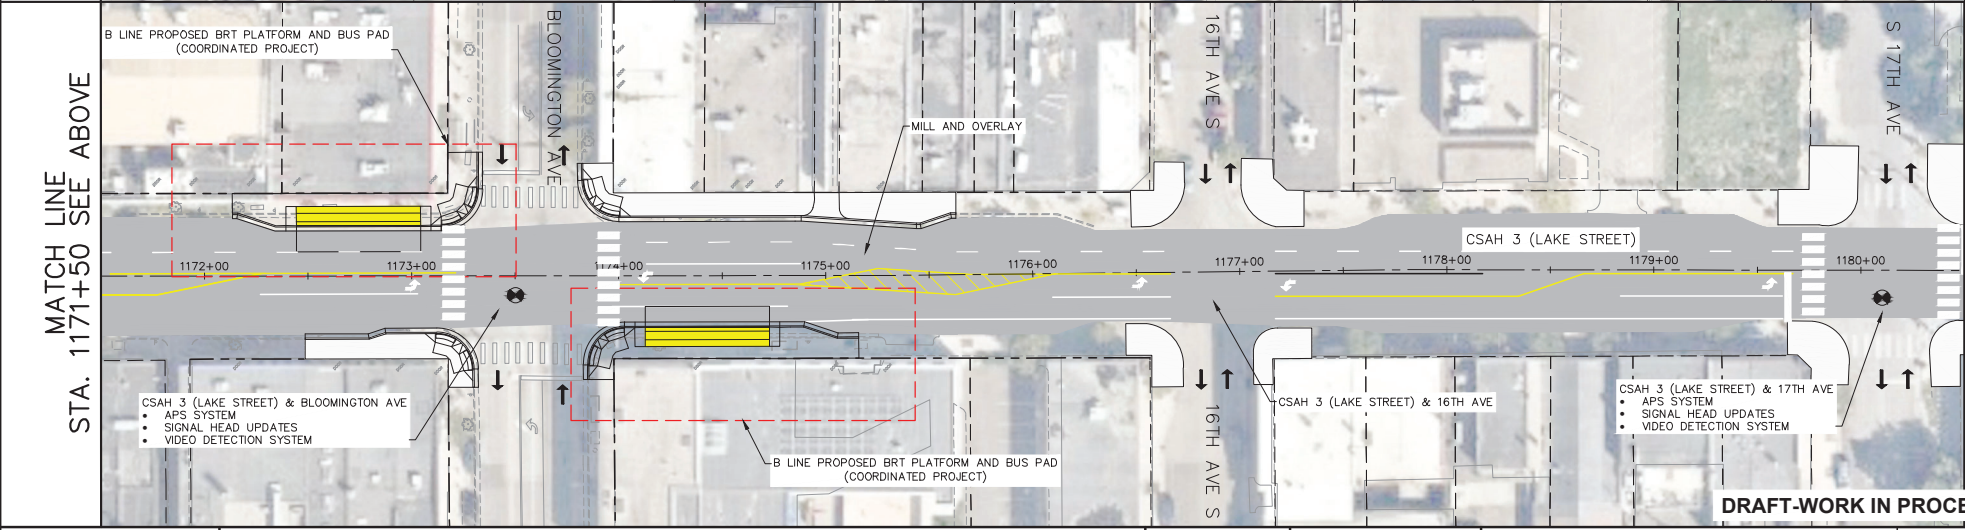 MATCH LINE
STA. 1171+50 SEE ABOVE
B LINE PROPOSED BRT PLATFORM AND BUS PAD
(COORDINATED PROJECT)
BLOOMINGTON AVE
16TH AVE S
S 17TH AVE
MILL AND OVERLAY
CSAH 3 (LAKE STREET)
1172+00
1173+00
1174+00
1175+00
1176+00
1177+00
1178+00
1179+00
1180+00
CSAH 3 (LAKE STREET) & BLOOMINGTON AVE
• APS SYSTEM
• SIGNAL HEAD UPDATES
• VIDEO DETECTION SYSTEM
B LINE PROPOSED BRT PLATFORM AND BUS PAD
(COORDINATED PROJECT)
16TH AVE S
CSAH 3 (LAKE STREET) & 16TH AVE
CSAH 3 (LAKE STREET) & 17TH AVE
• APS SYSTEM
• SIGNAL HEAD UPDATES
• VIDEO DETECTION SYSTEM
DRAFT-WORK IN PROCE